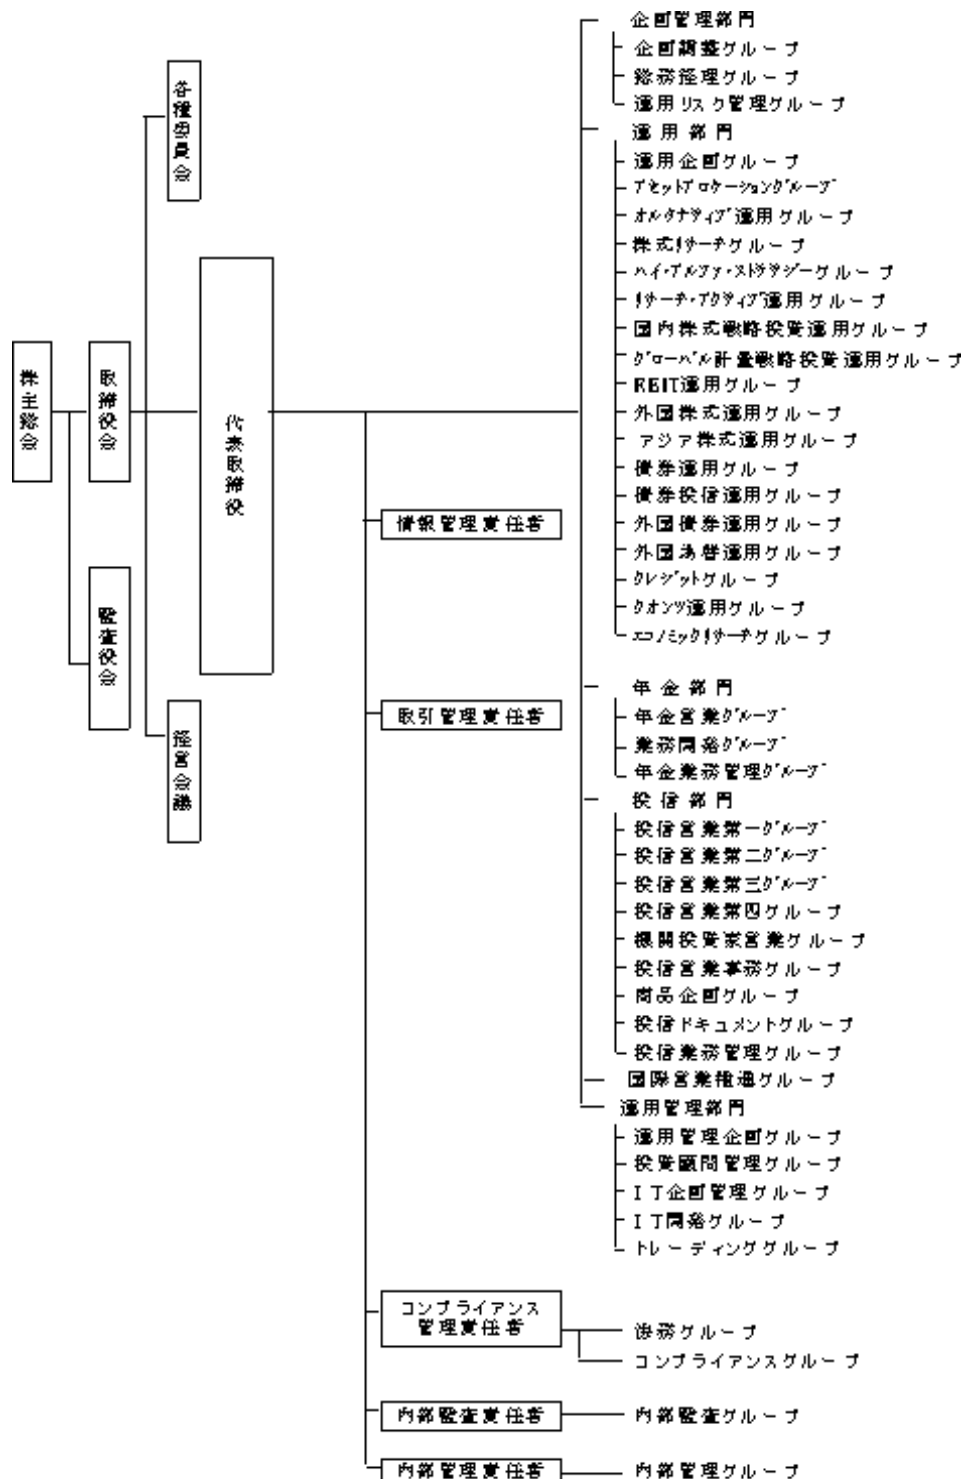 株主総会
取締役会
監査役会
各種委員会
経営会議
代表取締役
情報管理責任者
取引管理責任者
コンプライアンス
管理責任者
内部監査責任者
内部管理責任者
企画管理部門
企画調整グループ
総務経理グループ
運用リスク管理グループ
運用部門
運用企画グループ
アセットアロケーショングループ
オルタナティブ運用グループ
株式リサーチグループ
ハイ・アルファ・ストラテジーグループ
リサーチ・アクティブ運用グループ
国内株式戦略投資運用グループ
グローバル計量戦略投資運用グループ
REIT運用グループ
外国株式運用グループ
アジア株式運用グループ
債券運用グループ
債券投信運用グループ
外国債券運用グループ
外国為替運用グループ
クレジットグループ
クオンツ運用グループ
エコノミックリサーチグループ
年金部門
年金営業グループ
業務開発グループ
年金業務管理グループ
投信部門
投信営業第一グループ
投信営業第二グループ
投信営業第三グループ
投信営業第四グループ
機関投資家営業グループ
投信営業事務グループ
商品企画グループ
投信ドキュメントグループ
投信業務管理グループ
国際営業推進グループ
運用管理部門
運用管理企画グループ
投資顧問管理グループ
IT企画管理グループ
IT開発グループ
トレーディンググループ
法務グループ
コンプライアンスグループ
内部監査グループ
内部管理グループ